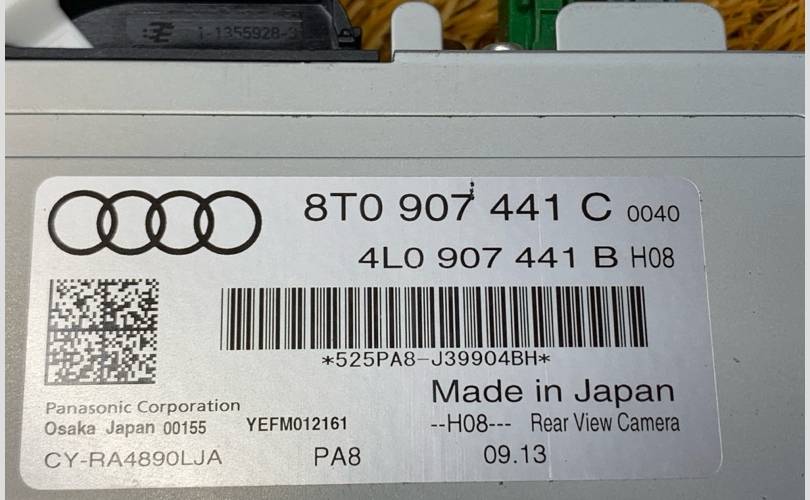 1-1355928-3
8T0 907 441 C 0040
4L0 907 441 B H08
*525PA8-J39904BH*
Made in Japan
Panasonic Corporation
Osaka Japan 00155 YEFM012161 --H08--- Rear View Camera
CY-RA4890LJA PA8 09.13